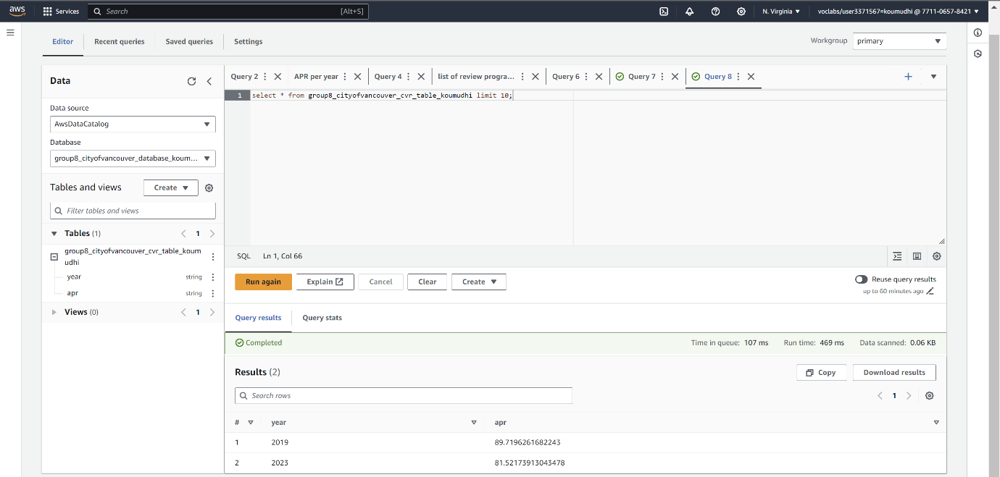 aws Services Search [Alt+S] N. Virginia voclabs/user3371567=koumudhi @ 7711-0657-8421
Editor Recent queries Saved queries Settings Workgroup primary
Data
Data source
AwsDataCatalog
Database
group8_cityofvancouver_database_koum...
Tables and views Create
Filter tables and views
Tables (1) 1
group8_cityofvancouver_cvr_table_koum
udhi
year string
apr string
Views (0) 1
Query 2 APR per year Query 4 list of review progra... Query 6 Query 7 Query 8
1 select * from group8_cityofvancouver_cvr_table_koumudhi limit 10;
SQL Ln 1, Col 66
Run again Explain Cancel Clear Create Reuse query results
up to 60 minutes ago
Query results Query stats
Completed Time in queue: 107 ms Run time: 469 ms Data scanned: 0.06 KB
Results (2) Copy Download results
Search rows 1
# year apr
1 2019 89.7196261682243
2 2023 81.52173913043478